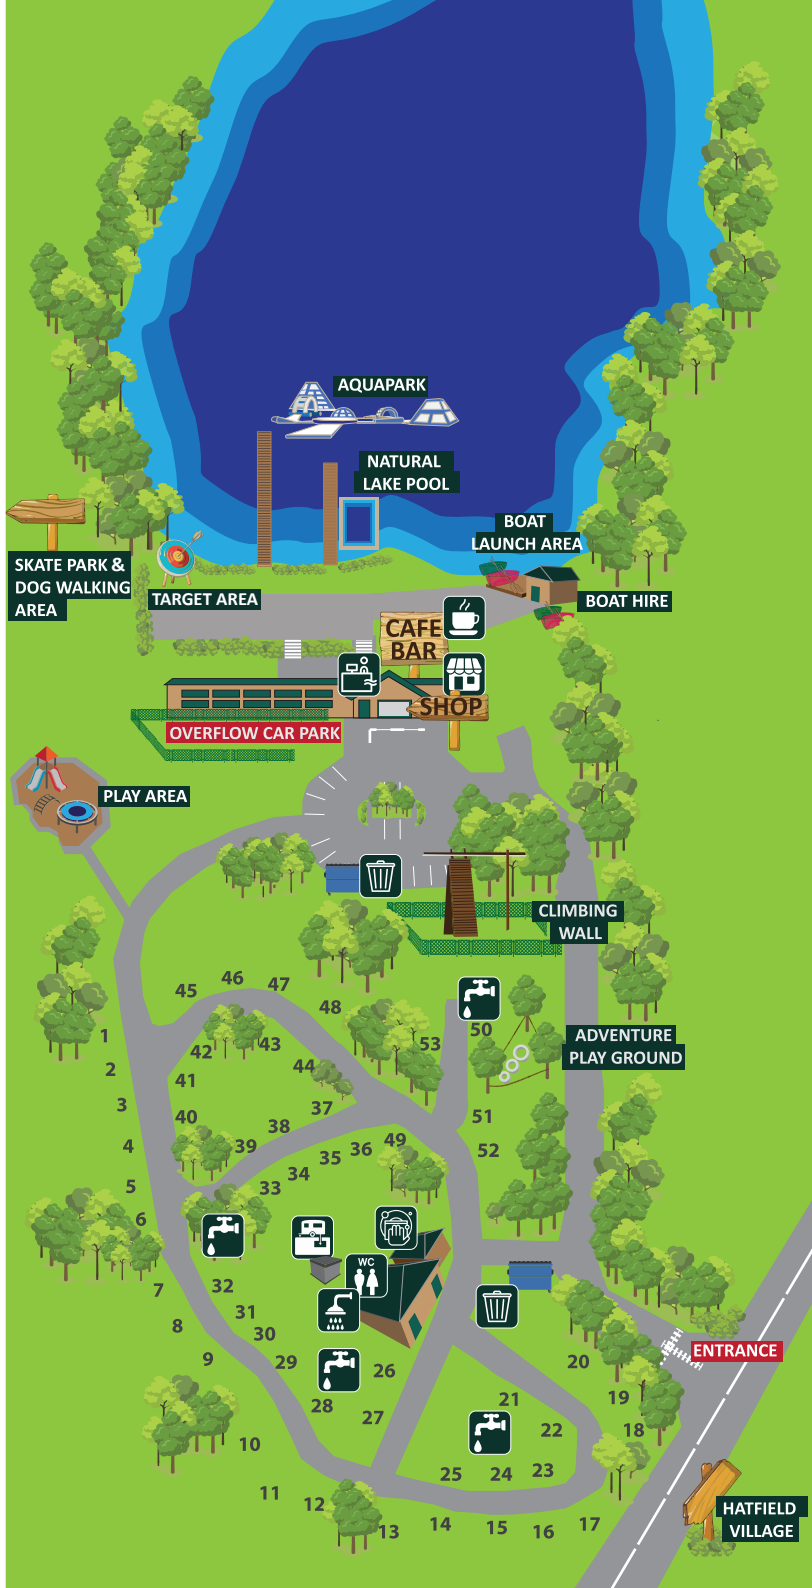 AQUAPARK
NATURAL
LAKE POOL
BOAT
LAUNCH AREA
SKATE PARK &
DOG WALKING
AREA
TARGET AREA
BOAT HIRE
CAFE
BAR
SHOP
OVERFLOW CAR PARK
PLAY AREA
CLIMBING
WALL
45
46
47
48
1
42
43
53
50
ADVENTURE
PLAY GROUND
2
41
44
3
40
38
37
51
4
39
35
36
49
52
5
33
34
6
WC
7
32
31
8
30
ENTRANCE
9
29
26
20
28
27
21
19
10
22
18
25
24
23
11
12
13
14
15
16
17
HATFIELD
VILLAGE